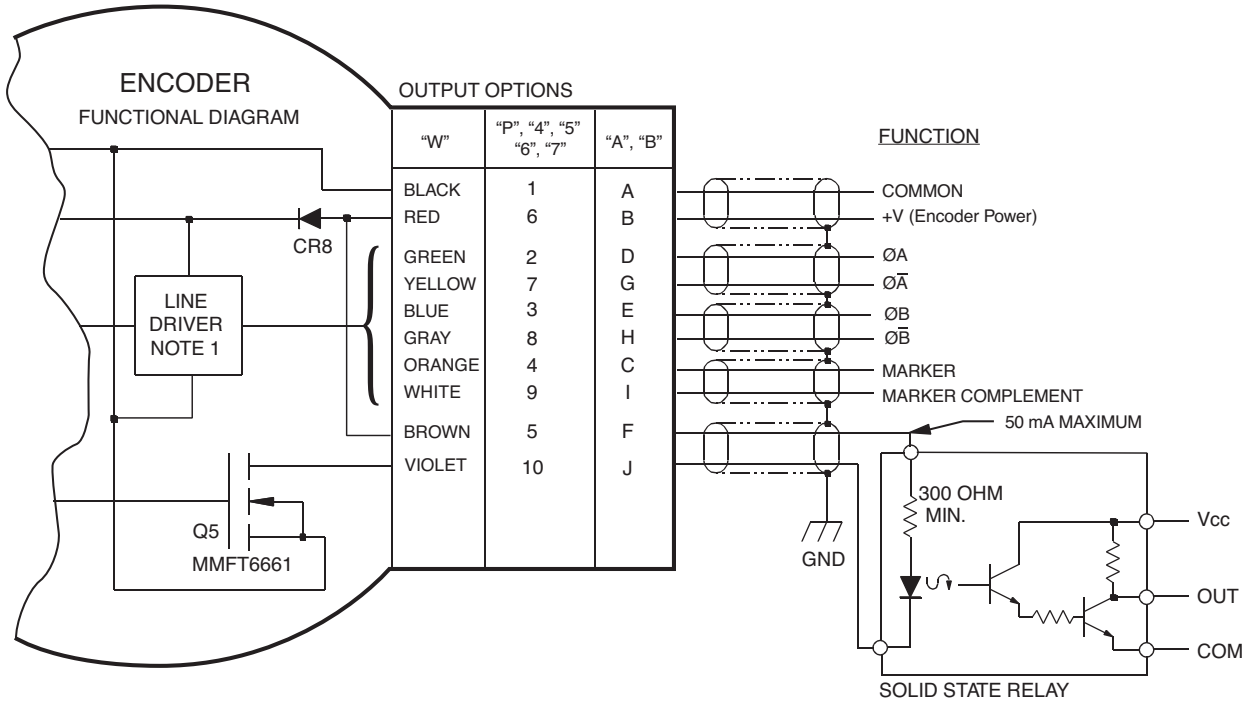 ENCODER
FUNCTIONAL DIAGRAM
OUTPUT OPTIONS
“W” “P”, “4”, “5” “A”, “B”
“6”, “7”
FUNCTION
BLACK 1 A COMMON
RED 6 B +V (Encoder Power)
CR8
GREEN 2 D ØA
YELLOW 7 G ØA̅
BLUE 3 E ØB
GRAY 8 H ØB̅
ORANGE 4 C MARKER
WHITE 9 I MARKER COMPLEMENT
BROWN 5 F 50 mA MAXIMUM
VIOLET 10 J
LINE
DRIVER
NOTE 1
Q5
MMFT6661
GND
300 OHM
MIN.
Vcc
OUT
COM
SOLID STATE RELAY